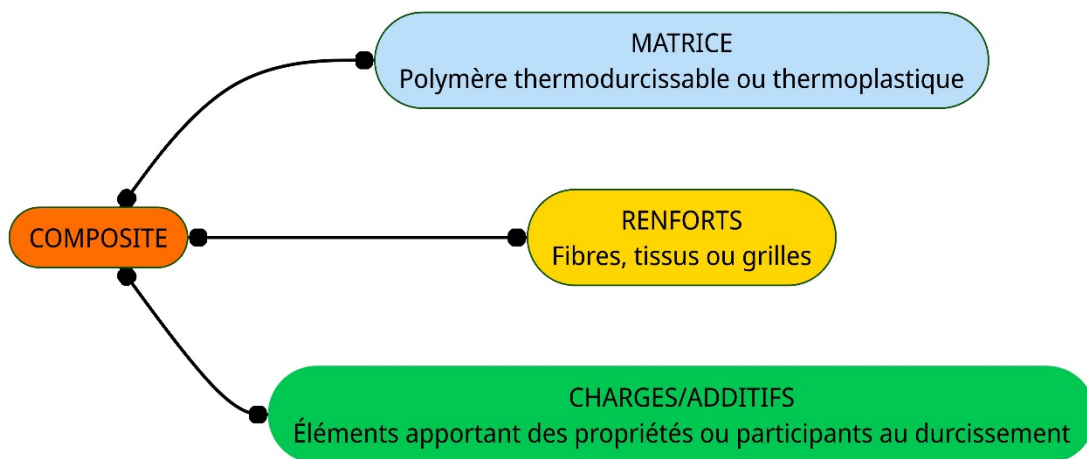 MATRICE
Polymère thermodurcissable ou thermoplastique
COMPOSITE
RENFORTS
Fibres, tissus ou grilles
CHARGES/ADDITIFS
Éléments apportant des propriétés ou participants au durcissement